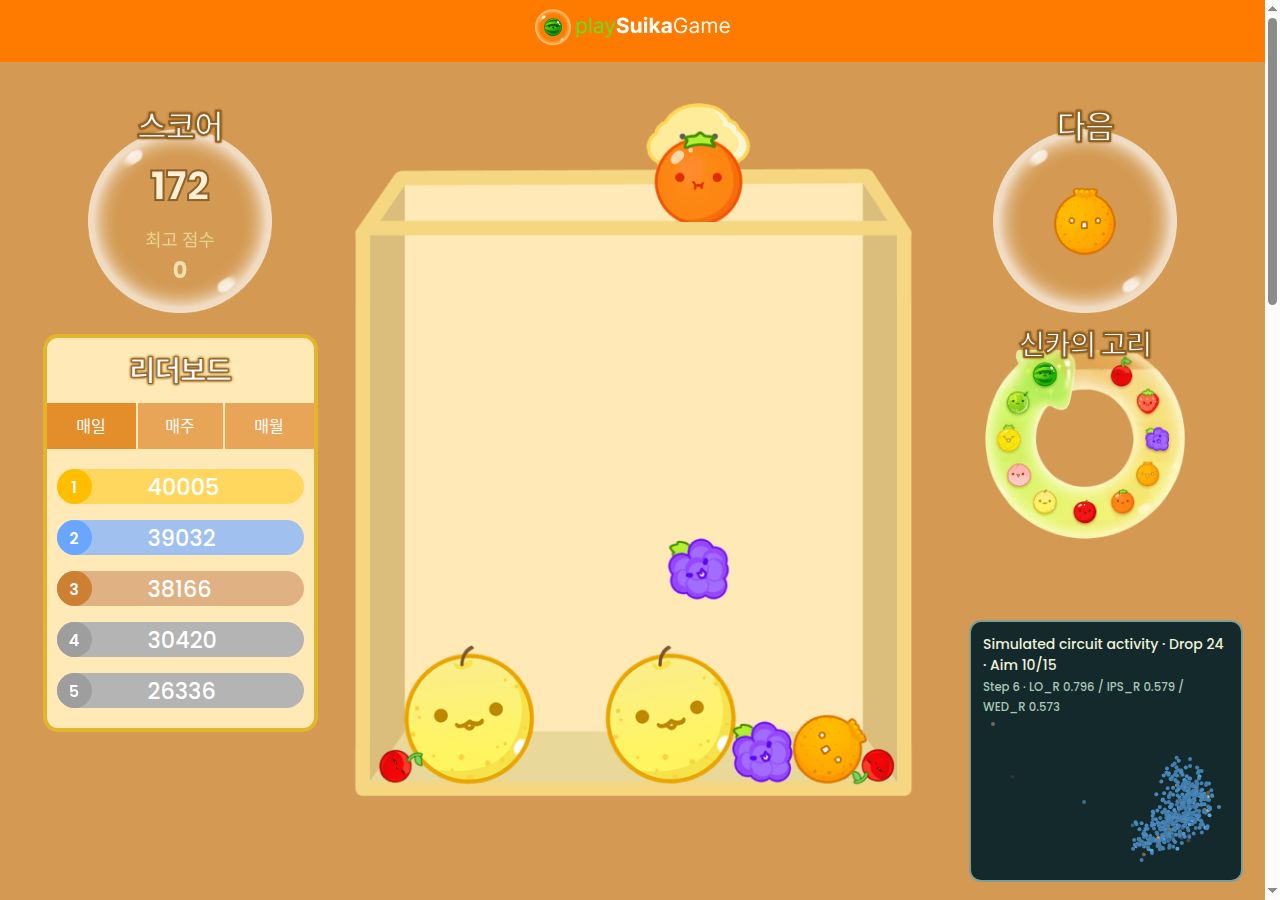 playSuikaGame
스코어
172
최고 점수
0
다음
신카의 고리
리더보드
매일 매주 매월
1 40005
2 39032
3 38166
4 30420
5 26336
Simulated circuit activity · Drop 24
· Aim 10/15
Step 6 · LO_R 0.796 / IPS_R 0.579 /
WED_R 0.573